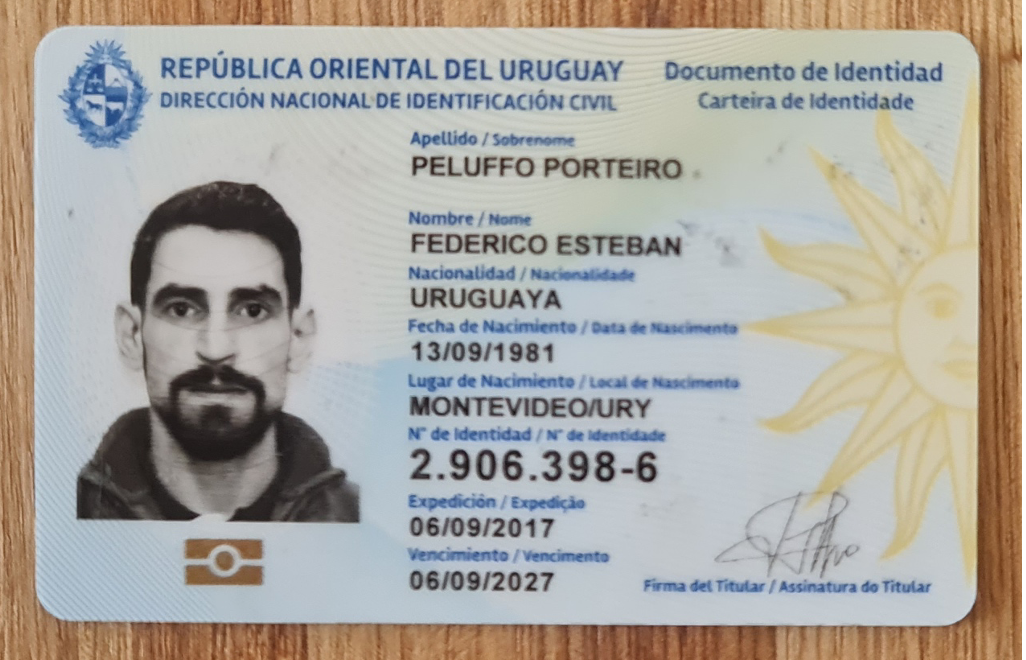 REPÚBLICA ORIENTAL DEL URUGUAY
DIRECCIÓN NACIONAL DE IDENTIFICACIÓN CIVIL
Documento de Identidad
Carteira de Identidade
Apellido / Sobrenome
PELUFFO PORTEIRO
Nombre / Nome
FEDERICO ESTEBAN
Nacionalidad / Nacionalidade
URUGUAYA
Fecha de Nacimiento / Data de Nascimento
13/09/1981
Lugar de Nacimiento / Local de Nascimento
MONTEVIDEO/URY
N° de Identidad / N° de Identidade
2.906.398-6
Expedición / Expedição
06/09/2017
Vencimiento / Vencimento
06/09/2027
Firma del Titular / Assinatura do Titular